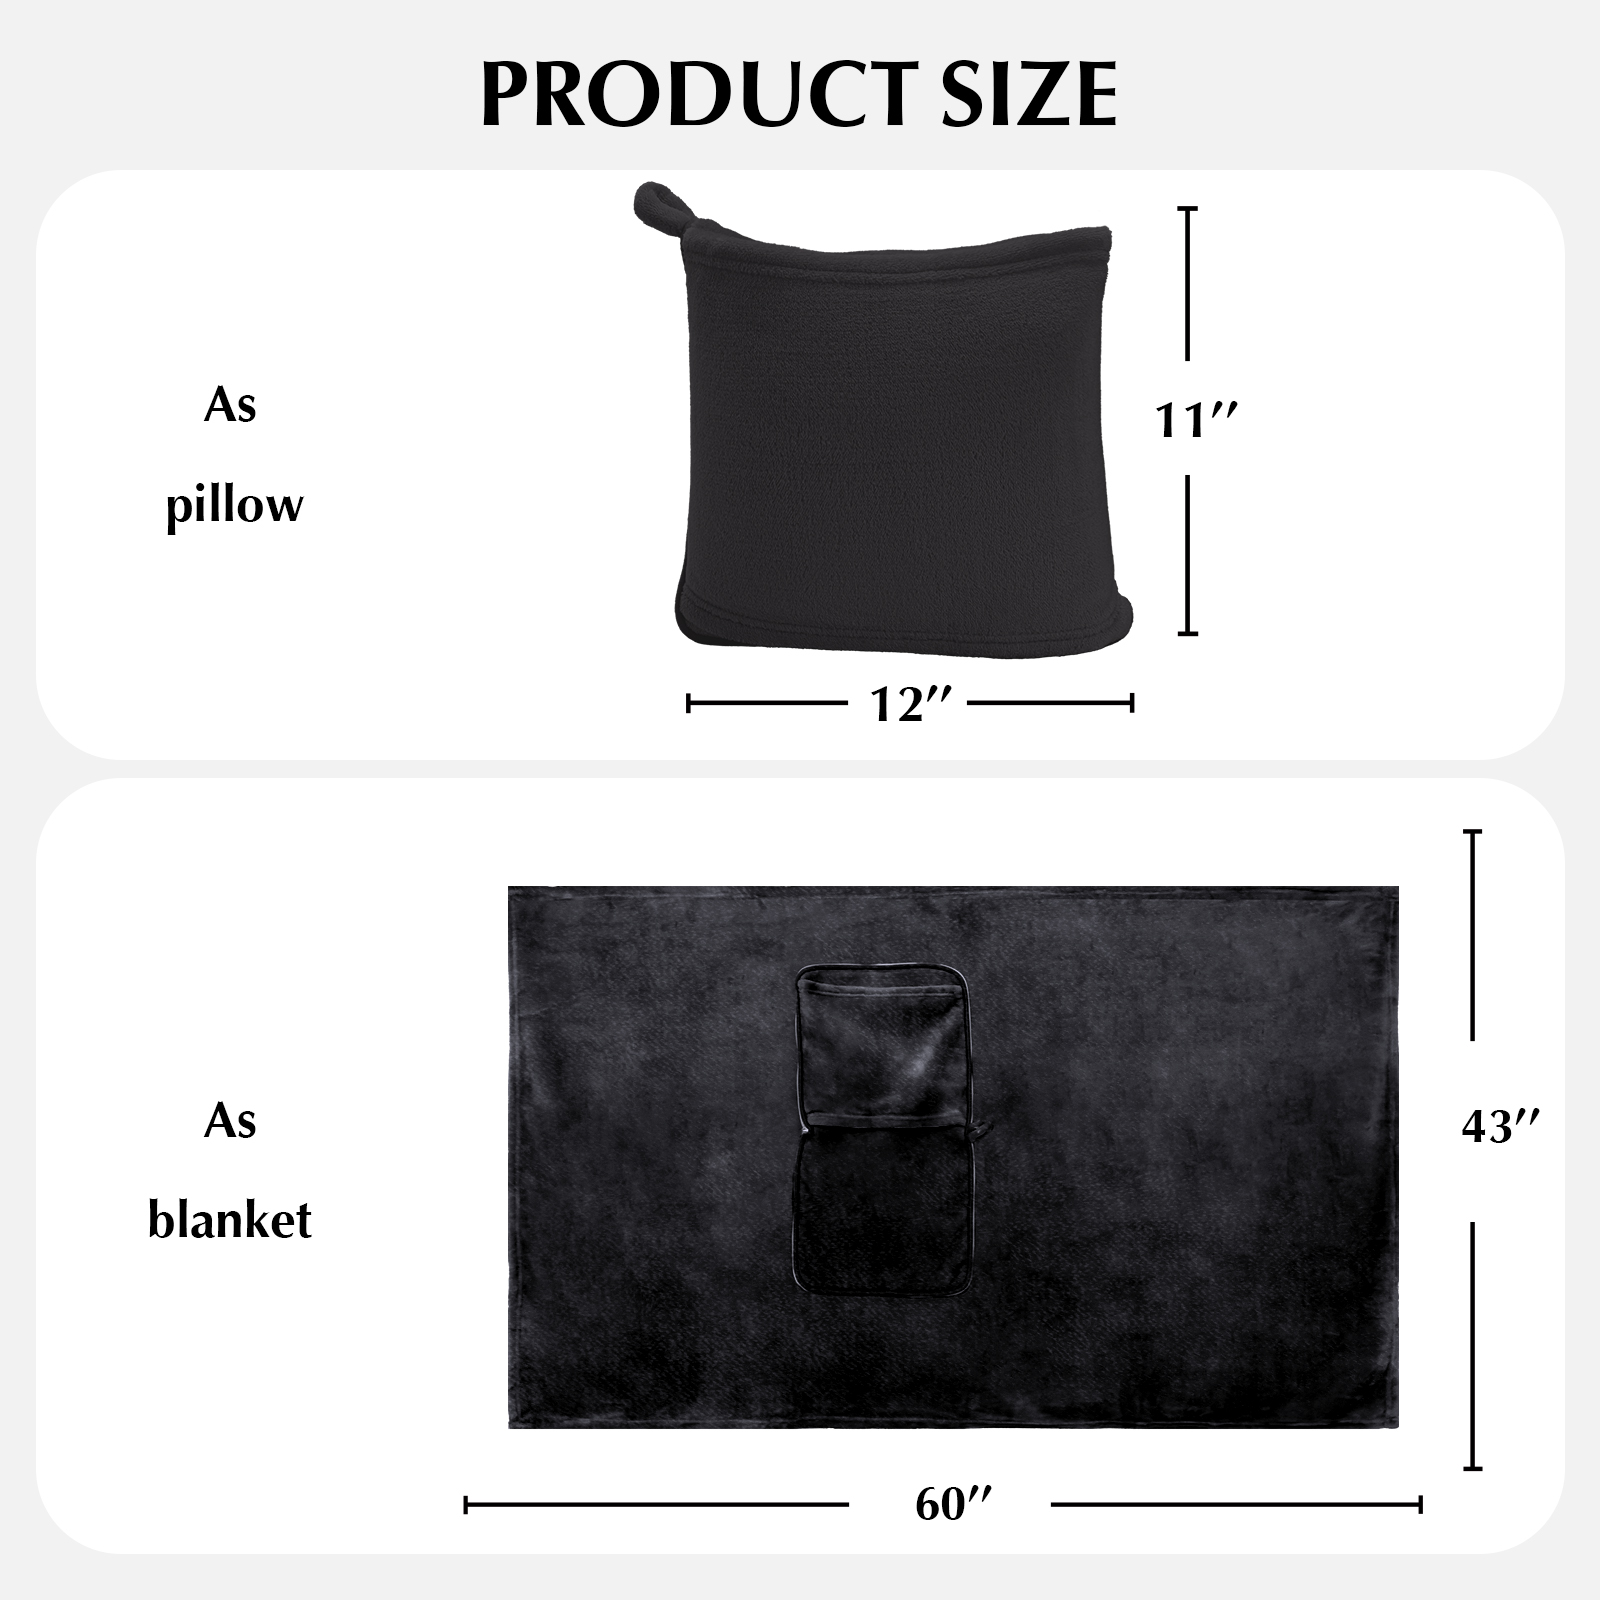 PRODUCT SIZE
As
pillow
11″
12″
As
blanket
43″
60″